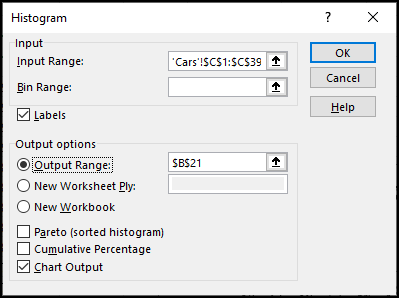 Histogram
?
Input
Input Range:
'Cars'!$C$1:$C$39
OK
Bin Range:
Cancel
Labels
Help
Output options
Output Range:
$B$21
New Worksheet Ply:
New Workbook
Pareto (sorted histogram)
Cumulative Percentage
Chart Output